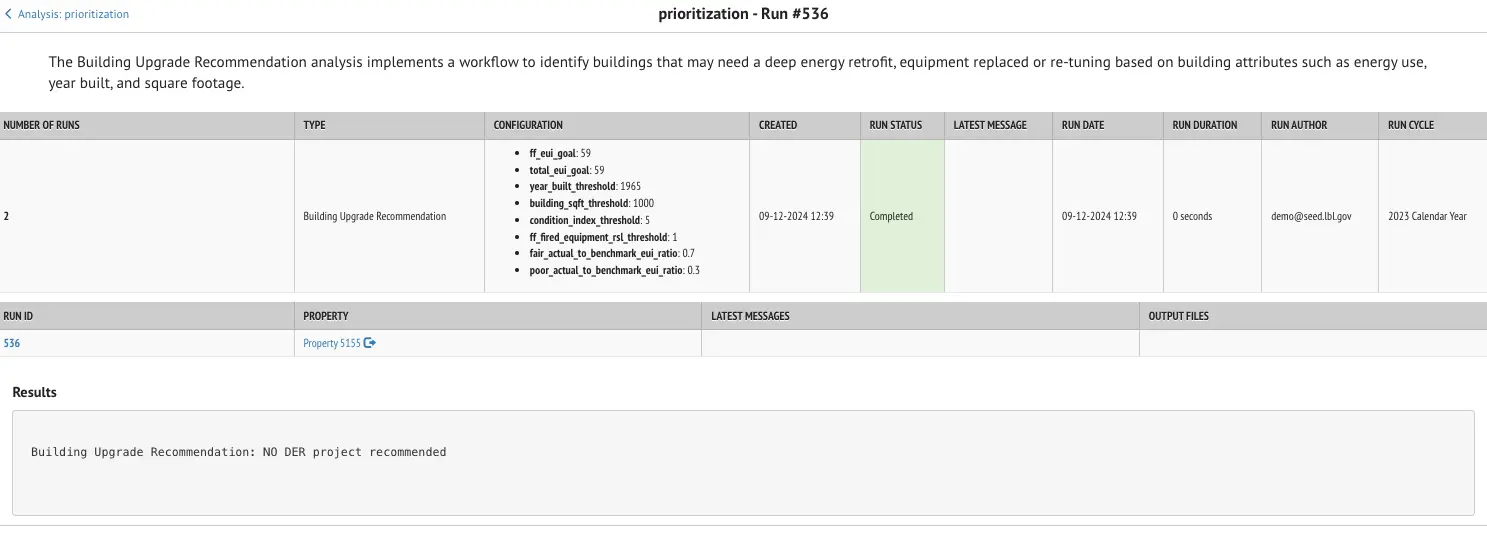 Analysis: prioritization
prioritization - Run #536
The Building Upgrade Recommendation analysis implements a workflow to identify buildings that may need a deep energy retrofit, equipment replaced or re-tuning based on building attributes such as energy use,
year built, and square footage.
NUMBER OF RUNS TYPE CONFIGURATION CREATED RUN STATUS LATEST MESSAGE RUN DATE RUN DURATION RUN AUTHOR RUN CYCLE
ff_eui_goal: 59
total_eui_goal: 59
year_built_threshold: 1965
building_sqft_threshold: 1000
2 Building Upgrade Recommendation 09-12-2024 12:39 Completed 09-12-2024 12:39 0 seconds demo@seed.lbl.gov 2023 Calendar Year
condition_index_threshold: 5
ff_fired_equipment_rsl_threshold: 1
fair_actual_to_benchmark_eui_ratio: 0.7
poor_actual_to_benchmark_eui_ratio: 0.3
RUN ID PROPERTY LATEST MESSAGES OUTPUT FILES
536 Property 5155
Results
Building Upgrade Recommendation: NO DER project recommended